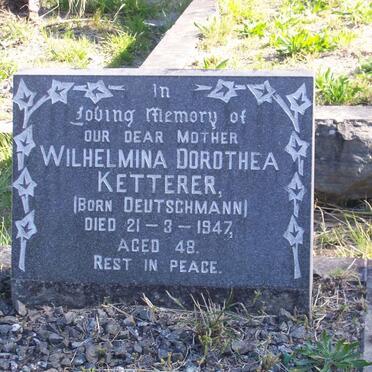 In
Loving Memory of
OUR DEAR MOTHER
WILHELMINA DOROTHEA
KETTERER,
(BORN DEUTSCHMANN)
DIED 21-3-1947,
AGED 48.
REST IN PEACE.